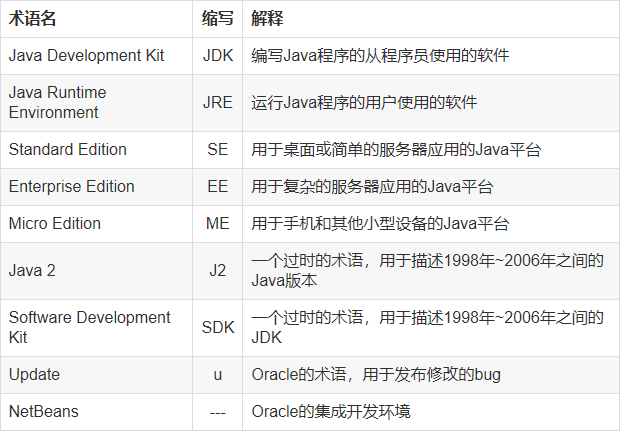 术语名 缩写 解释
Java Development Kit JDK 编写Java程序的从程序员使用的软件
Java Runtime
Environment JRE 运行Java程序的用户使用的软件
Standard Edition SE 用于桌面或简单的服务器应用的Java平台
Enterprise Edition EE 用于复杂的服务器应用的Java平台
Micro Edition ME 用于手机和其他小型设备的Java平台
Java 2 J2 一个过时的术语，用于描述1998年~2006年之间的
Java版本
Software Development
Kit SDK 一个过时的术语，用于描述1998年~2006年之间的
JDK
Update u Oracle的术语，用于发布修改的bug
NetBeans --- Oracle的集成开发环境